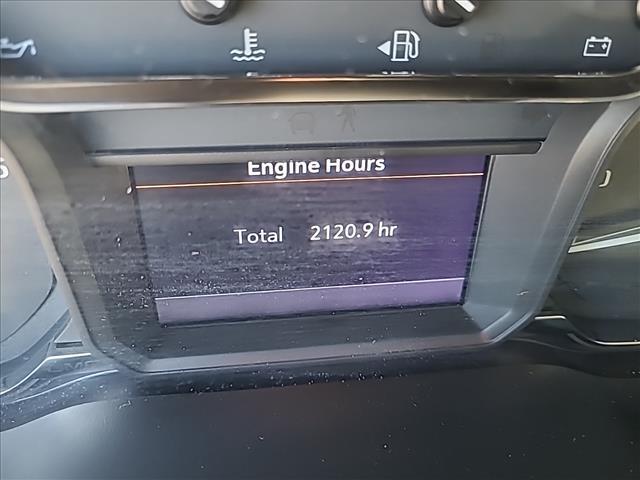 Engine Hours
Total 2120.9 hr